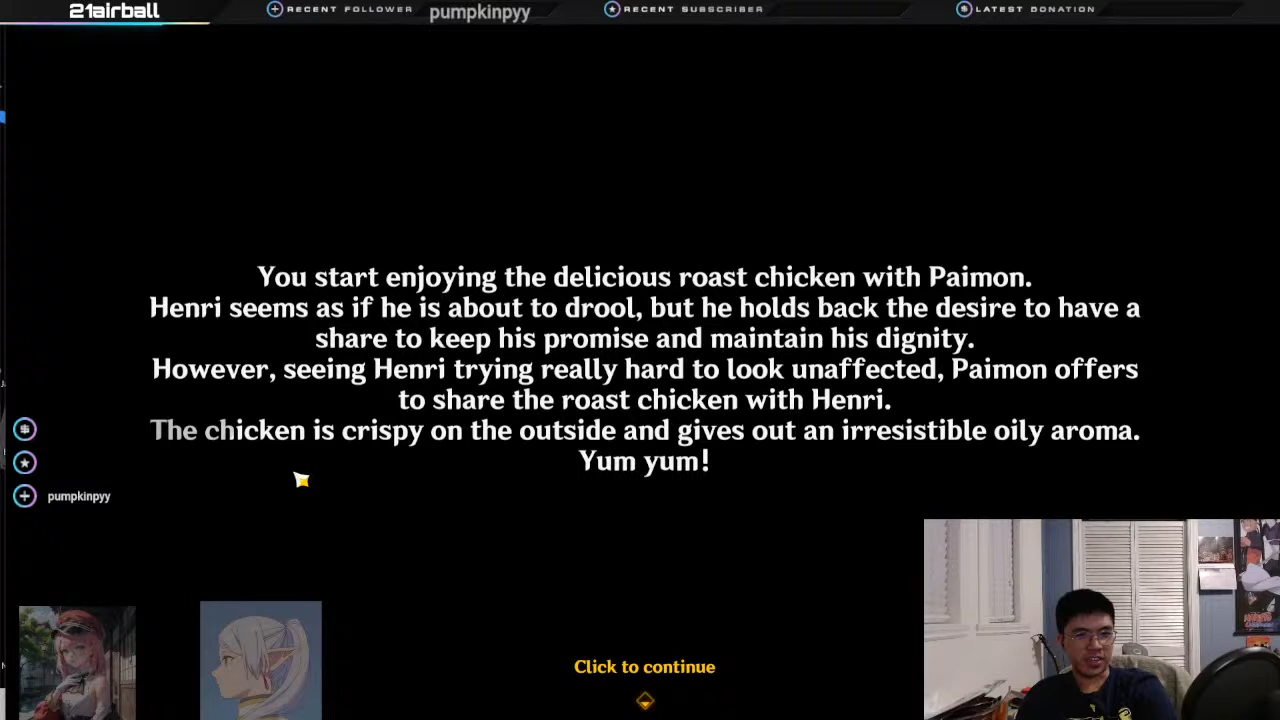 21airball
RECENT FOLLOWER
pumpkinpyy
RECENT SUBSCRIBER
LATEST DONATION
You start enjoying the delicious roast chicken with Paimon.
Henri seems as if he is about to drool, but he holds back the desire to have a
share to keep his promise and maintain his dignity.
However, seeing Henri trying really hard to look unaffected, Paimon offers
to share the roast chicken with Henri.
The chicken is crispy on the outside and gives out an irresistible oily aroma.
Yum yum!
pumpkinpyy
Click to continue